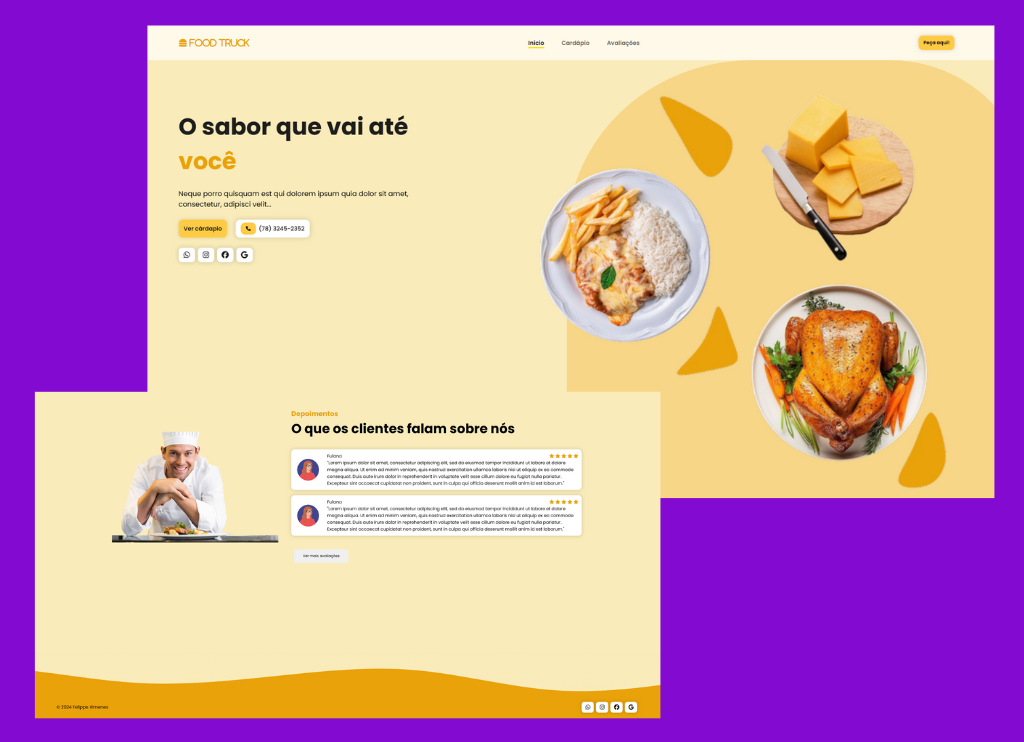 FOOD TRUCK
Início
Cardápio
Avaliações
Peça aqui!
O sabor que vai até
você
Neque porro quisquam est qui dolorem ipsum quia dolor sit amet,
consectetur, adipisci velit...
Ver cárdapio
(78) 3245-2352
Depoimentos
O que os clientes falam sobre nós
Fulano
"Lorem ipsum dolor sit amet, consectetur adipiscing elit, sed do eiusmod tempor incididunt ut labore et dolore
magna aliqua. Ut enim ad minim veniam, quis nostrud exercitation ullamco laboris nisi ut aliquip ex ea commodo
consequat. Duis aute irure dolor in reprehenderit in voluptate velit esse cillum dolore eu fugiat nulla pariatur.
Excepteur sint occaecat cupidatat non proident, sunt in culpa qui officia deserunt mollit anim id est laborum."
Fulano
"Lorem ipsum dolor sit amet, consectetur adipiscing elit, sed do eiusmod tempor incididunt ut labore et dolore
magna aliqua. Ut enim ad minim veniam, quis nostrud exercitation ullamco laboris nisi ut aliquip ex ea commodo
consequat. Duis aute irure dolor in reprehenderit in voluptate velit esse cillum dolore eu fugiat nulla pariatur.
Excepteur sint occaecat cupidatat non proident, sunt in culpa qui officia deserunt mollit anim id est laborum."
Ver mais avaliações
© 2024 Felippe Ximenes